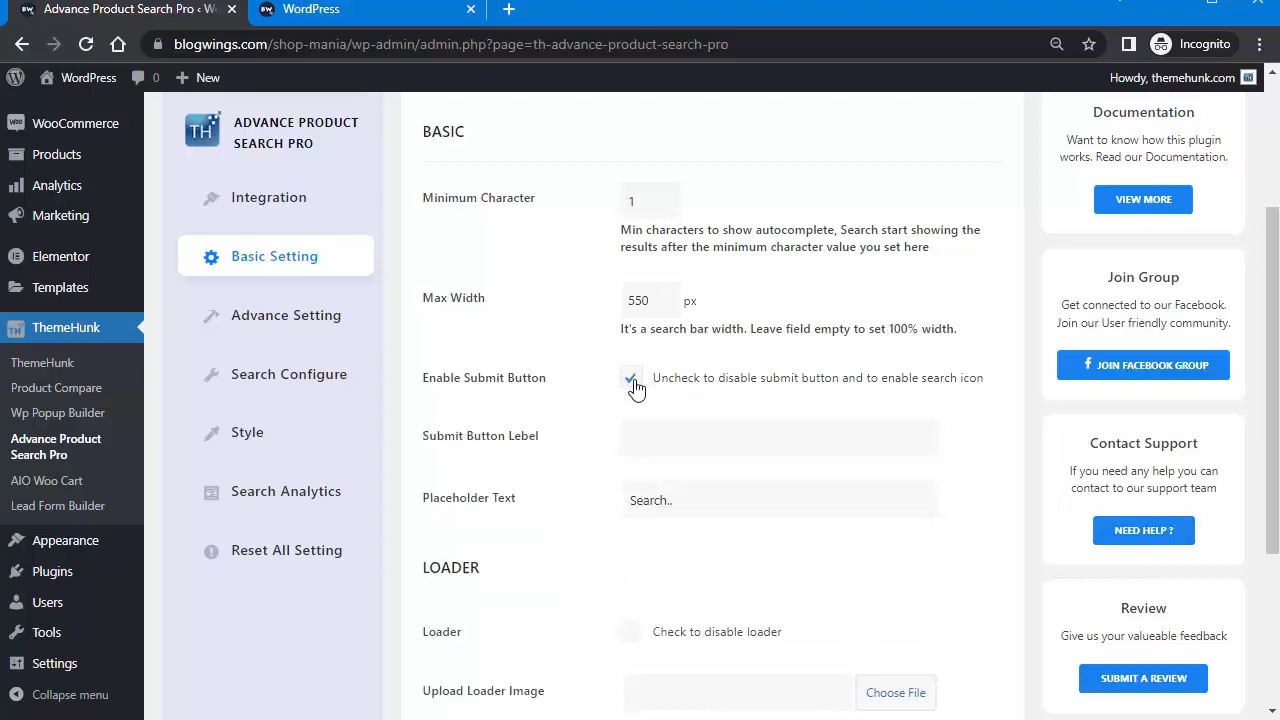 Advance Product Search Pro ‹ Wo
WordPress
blogwings.com/shop-mania/wp-admin/admin.php?page=th-advance-product-search-pro
Incognito
WordPress
0
New
Howdy, themehunk.com
WooCommerce
Products
Analytics
Marketing
Elementor
Templates
ThemeHunk
ThemeHunk
Product Compare
Wp Popup Builder
Advance Product
Search Pro
AIO Woo Cart
Lead Form Builder
Appearance
Plugins
Users
Tools
Settings
Collapse menu
TH
ADVANCE PRODUCT
SEARCH PRO
Integration
Basic Setting
Advance Setting
Search Configure
Style
Search Analytics
Reset All Setting
BASIC
Minimum Character
1
Min characters to show autocomplete, Search start showing the
results after the minimum character value you set here
Max Width
550 px
It's a search bar width. Leave field empty to set 100% width.
Enable Submit Button
Uncheck to disable submit button and to enable search icon
Submit Button Lebel
Placeholder Text
Search..
LOADER
Loader
Check to disable loader
Upload Loader Image
Choose File
Documentation
Want to know how this plugin
works. Read our Documentation.
VIEW MORE
Join Group
Get connected to our Facebook.
Join our User friendly community.
JOIN FACEBOOK GROUP
Contact Support
If you need any help you can
contact to our support team
NEED HELP ?
Review
Give us your valueable feedback
SUBMIT A REVIEW